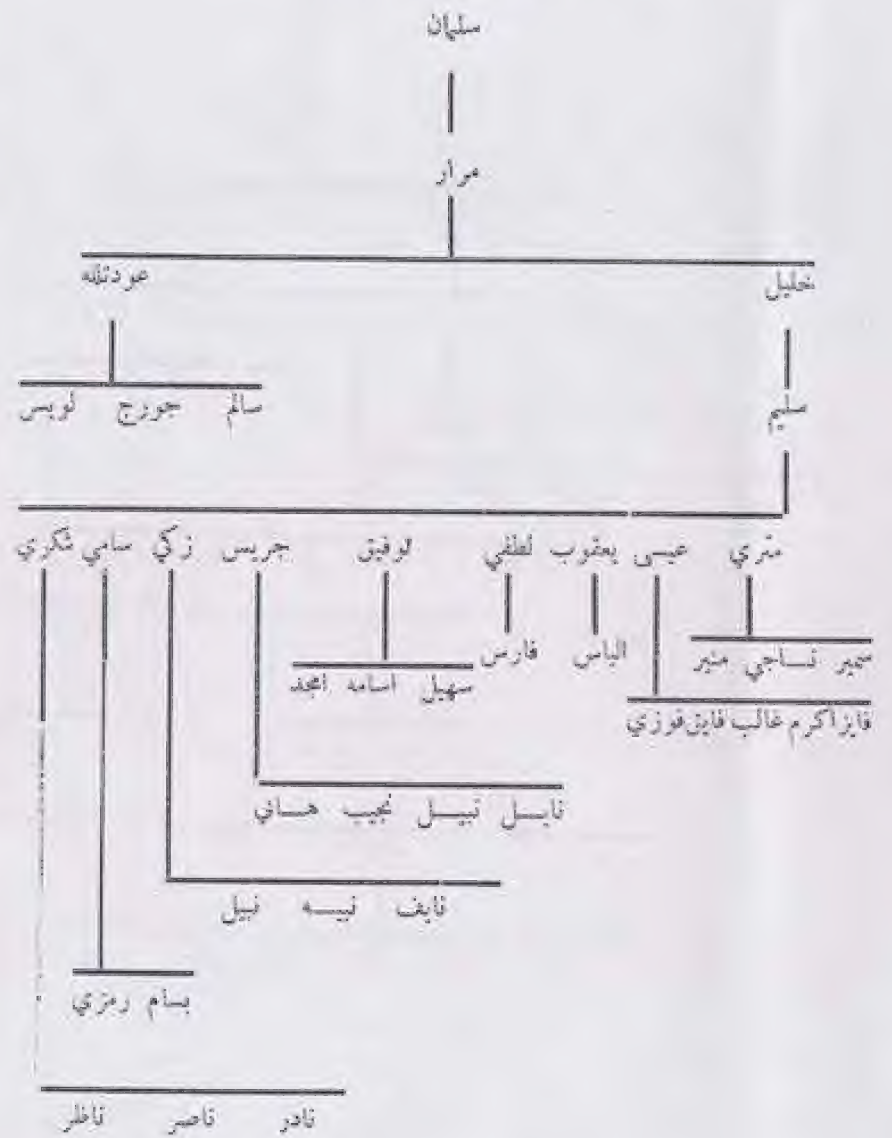 سليمان
مرار
خليل عودتلله
سالم جورج لويس
سليم
متري عيسى يعقوب لطفي توفيق جريس زكي سامي شكري
سمير ناجي منير
الياس
فارس
سهيل اسامه امجد
فايز اكرم غالب فايق فوزي
نايل نبيل نجيب هاني
نايف نبيه نبيل
بسام رمزي
نادر ناصر ناظر